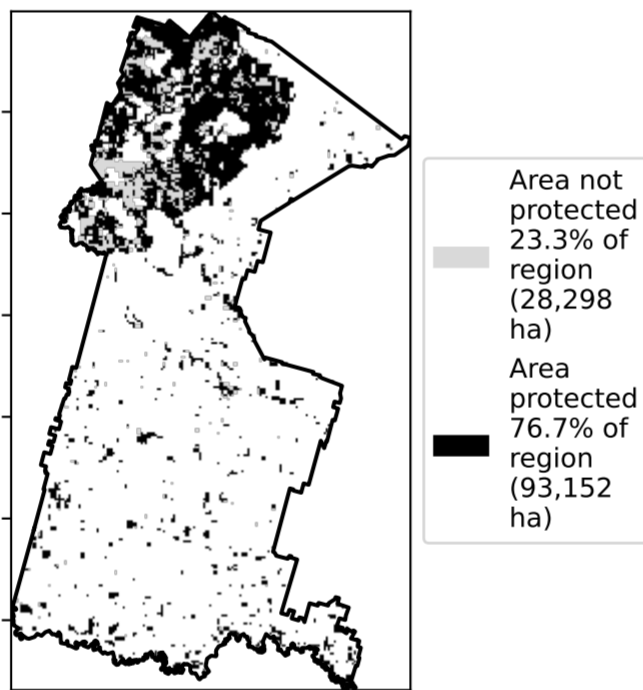 Area not
protected
23.3% of
region
(28,298
ha)
Area
protected
76.7% of
region
(93,152
ha)